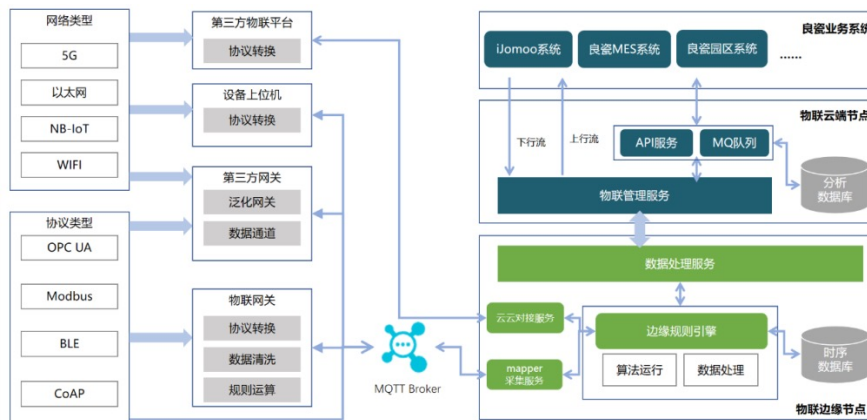 网络类型
5G
以太网
NB-IoT
WIFI
协议类型
OPC UA
Modbus
BLE
CoAP
第三方物联平台
协议转换
设备上位机
协议转换
第三方网关
泛化网关
数据通道
物联网关
协议转换
数据清洗
规则运算
MQTT Broker
良瓷业务系统
iJomoo系统
良瓷MES系统
良瓷园区系统
......
物联云端节点
下行流
上行流
API服务
MQ队列
分析
数据库
物联管理服务
数据处理服务
云云对接服务
mapper
采集服务
边缘规则引擎
算法运行
数据处理
时序
数据库
物联边缘节点